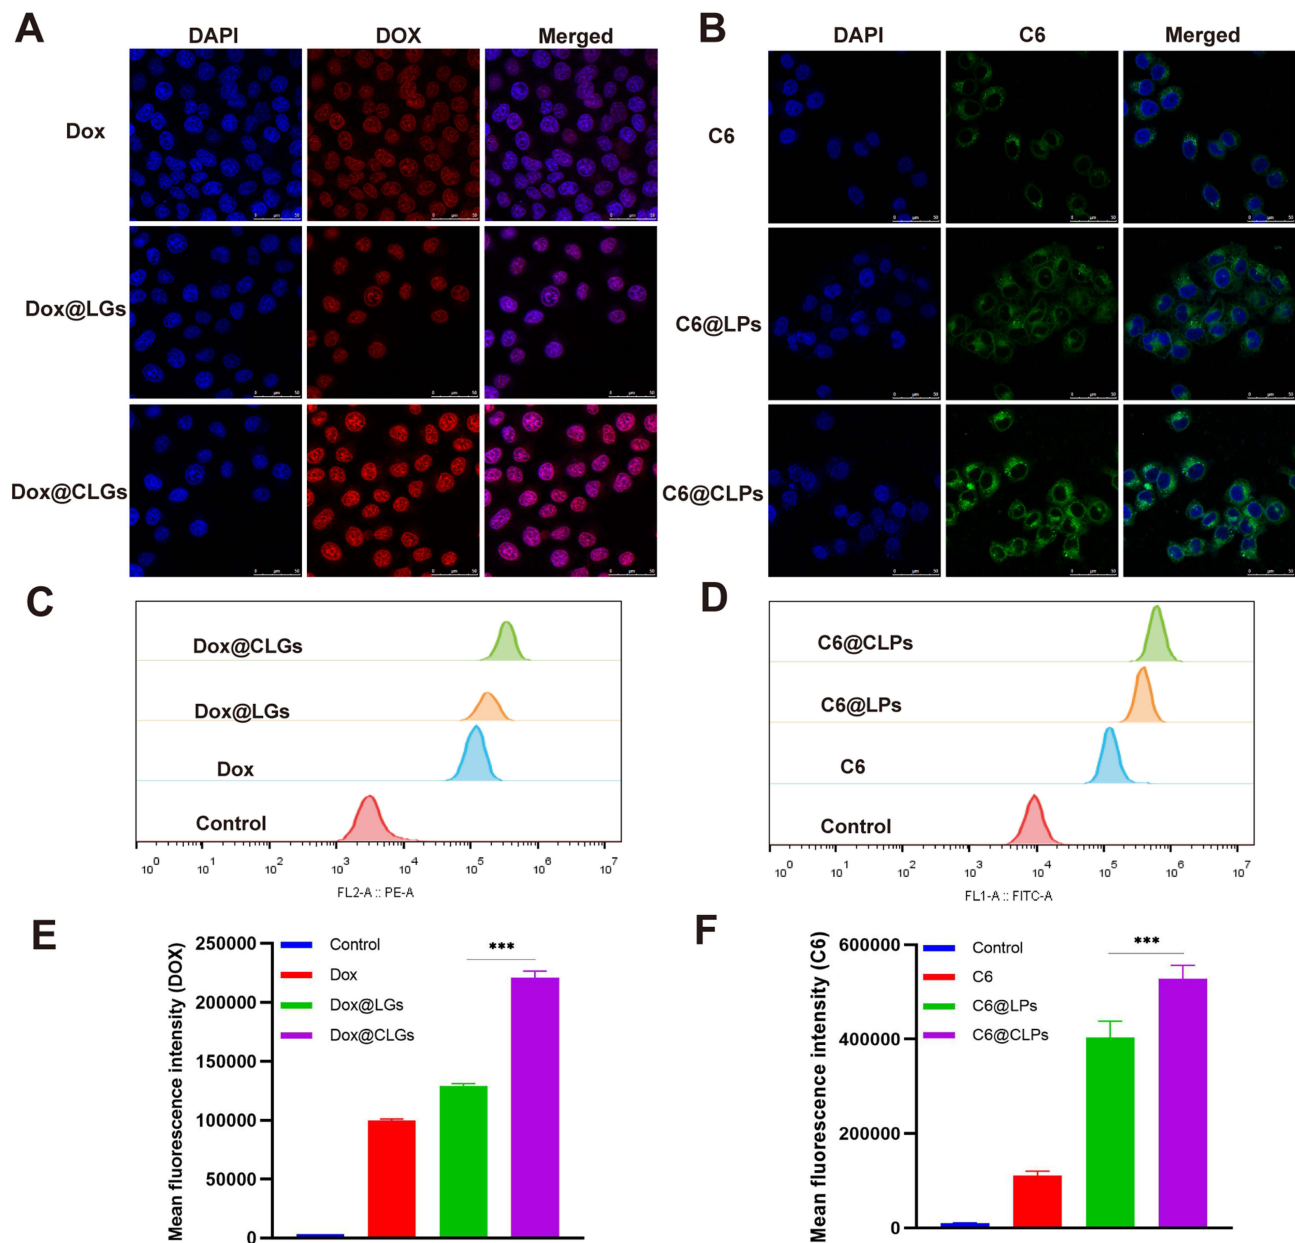 A
DAPI DOX Merged
Dox
Dox@LGs
Dox@CLGs
B
DAPI C6 Merged
C6
C6@LPs
C6@CLPs
C
Dox@CLGs
Dox@LGs
Dox
Control
10^0 10^1 10^2 10^3 10^4 10^5 10^6 10^7
FL2-A :: PE-A
D
C6@CLPs
C6@LPs
C6
Control
10^0 10^1 10^2 10^3 10^4 10^5 10^6 10^7
FL1-A :: FITC-A
E
Mean fluorescence intensity (DOX)
250000
200000
150000
100000
50000
0
Control
Dox
Dox@LGs
Dox@CLGs
***
F
Mean fluorescence intensity (C6)
600000
400000
200000
0
Control
C6
C6@LPs
C6@CLPs
***